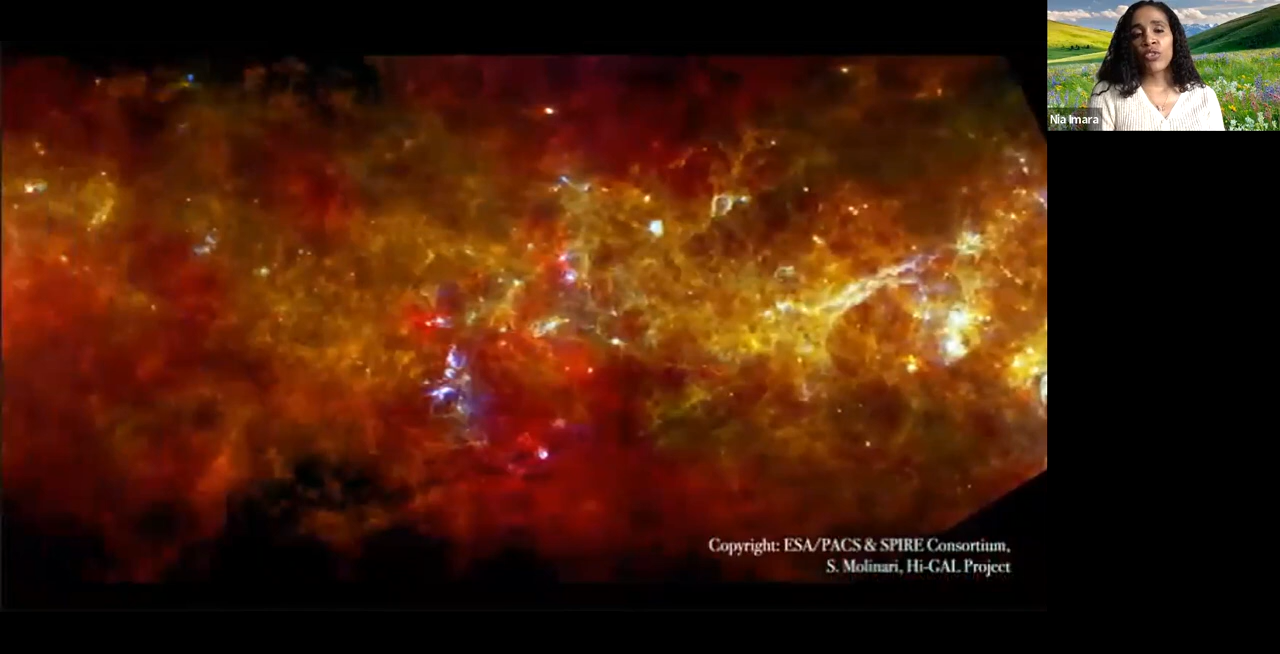 Nia Imara
Copyright: ESA/PACS & SPIRE Consortium,
S. Molinari, Hi-GAL Project